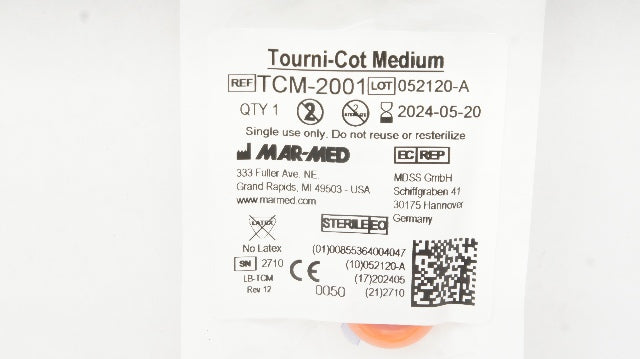 Tourni-Cot Medium
REF TCM-2001 LOT 052120-A
QTY 1 2 2024-05-20
Single use only. Do not reuse or resterilize
MAR-MED
EC REP
333 Fuller Ave. NE
Grand Rapids, MI 49503 - USA
www.marmed.com
MDSS GmbH
Schiffgraben 41
30175 Hannover
Germany
LATEX
No Latex
STERILE EO
SN 2710
LB-TCM
Rev 12
CE
0050
(01)00855364004047
(10)052120-A
(17)202405
(21)2710